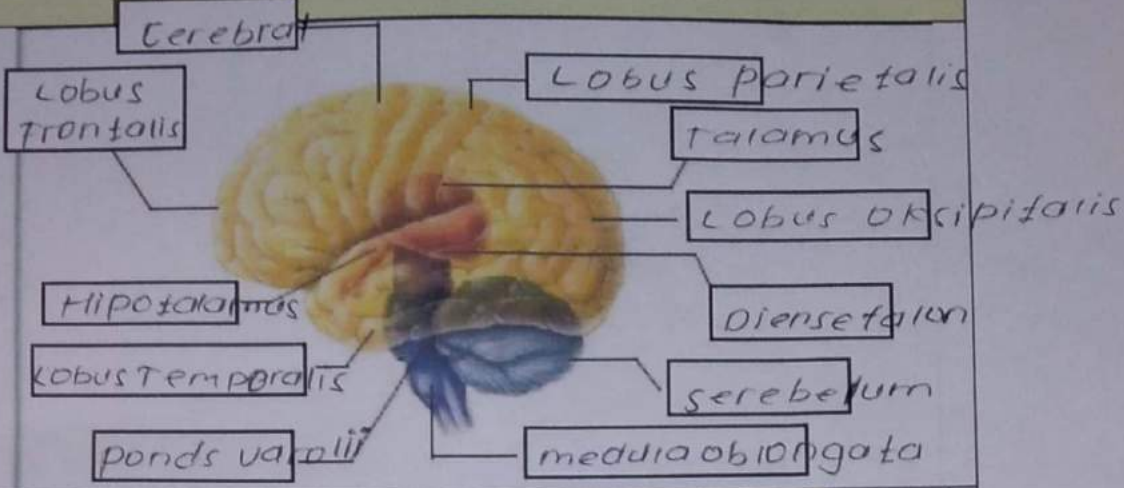 Cerebrat
Lobus parietalis
Lobus
Frontalis
Talamus
Lobus oksipitalis
Hipotalamus
Diensefalon
Lobus Temporalis
serebelum
ponds varolii
medula oblongata